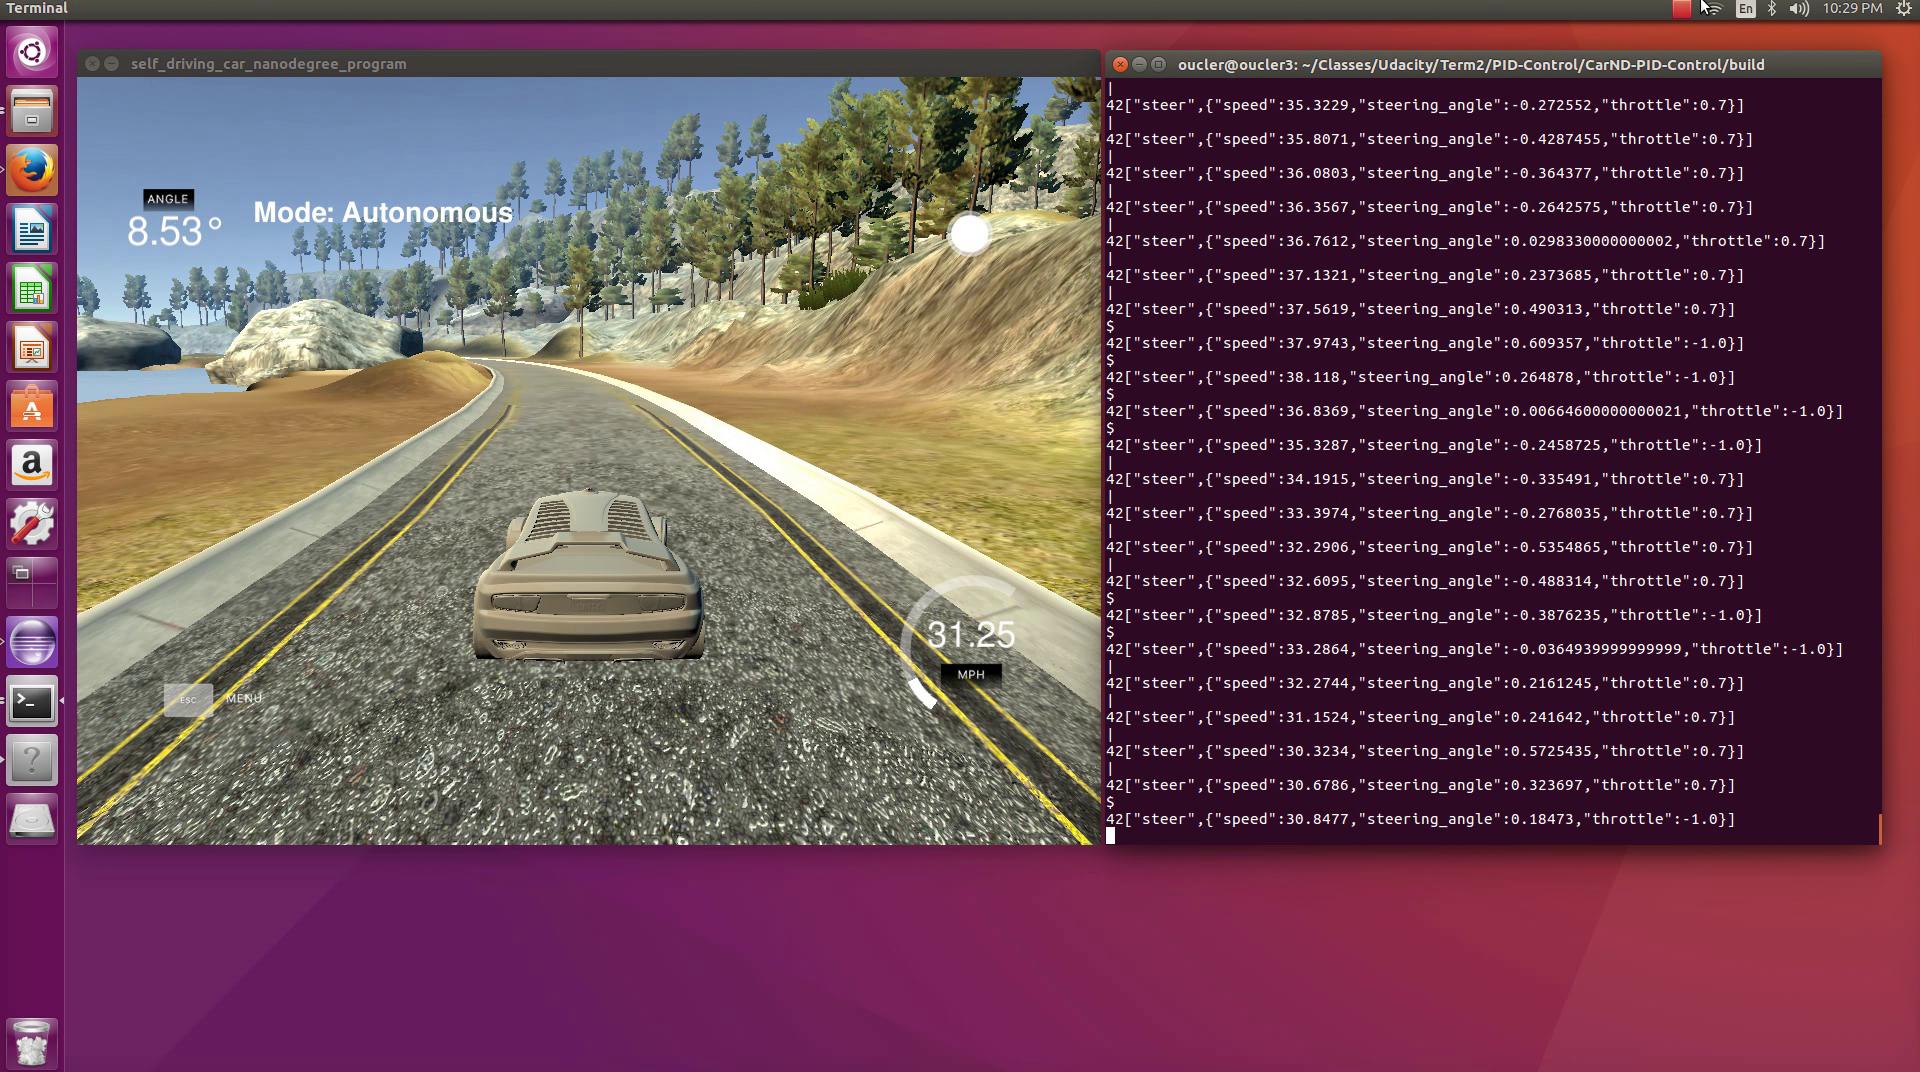 Terminal
En
10:29 PM
self_driving_car_nanodegree_program
ANGLE
8.53°
Mode: Autonomous
31.25
MPH
ESC
MENU
oucler@oucler3: ~/Classes/Udacity/Term2/PID-Control/CarND-PID-Control/build
|
42["steer",{"speed":35.3229,"steering_angle":-0.272552,"throttle":0.7}]
|
42["steer",{"speed":35.8071,"steering_angle":-0.4287455,"throttle":0.7}]
|
42["steer",{"speed":36.0803,"steering_angle":-0.364377,"throttle":0.7}]
|
42["steer",{"speed":36.3567,"steering_angle":-0.2642575,"throttle":0.7}]
|
42["steer",{"speed":36.7612,"steering_angle":0.0298330000000002,"throttle":0.7}]
|
42["steer",{"speed":37.1321,"steering_angle":0.2373685,"throttle":0.7}]
|
42["steer",{"speed":37.5619,"steering_angle":0.490313,"throttle":0.7}]
$
42["steer",{"speed":37.9743,"steering_angle":0.609357,"throttle":-1.0}]
$
42["steer",{"speed":38.118,"steering_angle":0.264878,"throttle":-1.0}]
$
42["steer",{"speed":36.8369,"steering_angle":0.00664600000000021,"throttle":-1.0}]
$
42["steer",{"speed":35.3287,"steering_angle":-0.2458725,"throttle":-1.0}]
|
42["steer",{"speed":34.1915,"steering_angle":-0.335491,"throttle":0.7}]
|
42["steer",{"speed":33.3974,"steering_angle":-0.2768035,"throttle":0.7}]
|
42["steer",{"speed":32.2906,"steering_angle":-0.5354865,"throttle":0.7}]
|
42["steer",{"speed":32.6095,"steering_angle":-0.488314,"throttle":0.7}]
$
42["steer",{"speed":32.8785,"steering_angle":-0.3876235,"throttle":-1.0}]
$
42["steer",{"speed":33.2864,"steering_angle":-0.0364939999999999,"throttle":-1.0}]
|
42["steer",{"speed":32.2744,"steering_angle":0.2161245,"throttle":0.7}]
|
42["steer",{"speed":31.1524,"steering_angle":0.241642,"throttle":0.7}]
|
42["steer",{"speed":30.3234,"steering_angle":0.5725435,"throttle":0.7}]
|
42["steer",{"speed":30.6786,"steering_angle":0.323697,"throttle":0.7}]
$
42["steer",{"speed":30.8477,"steering_angle":0.18473,"throttle":-1.0}]